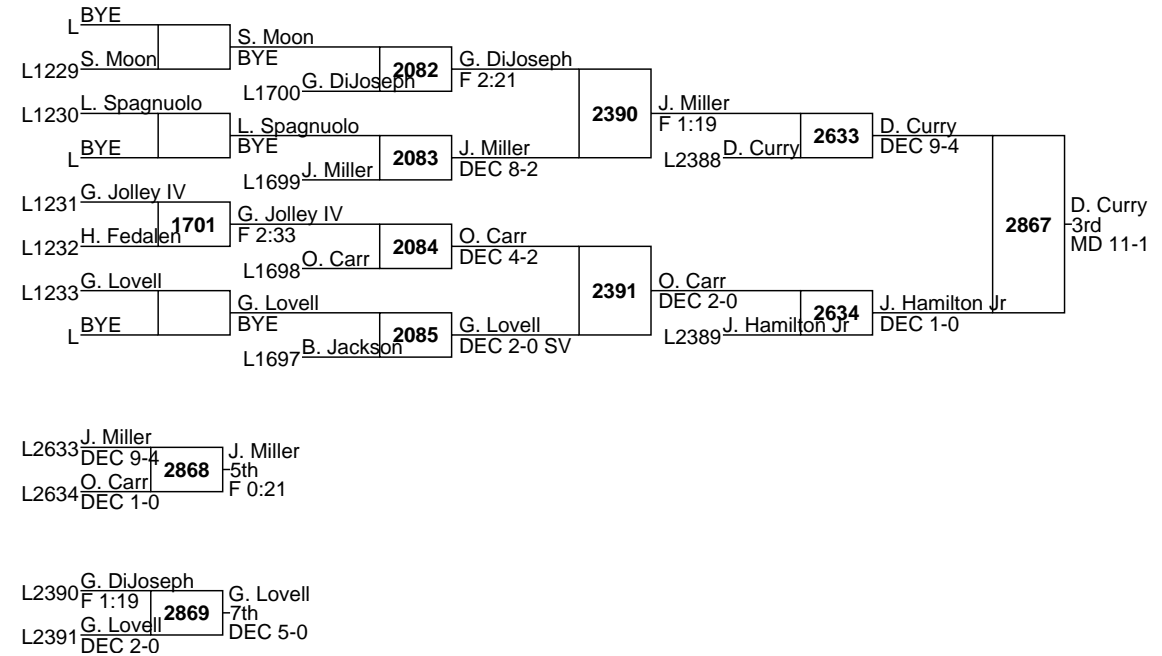 BYE
L
S. Moon
L1229
S. Moon
BYE
2082
G. DiJoseph
L1700
G. DiJoseph
F 2:21
L. Spagnuolo
L1230
BYE
L
L. Spagnuolo
BYE
2083
J. Miller
L1699
J. Miller
DEC 8-2
2390
J. Miller
F 1:19
D. Curry
L2388
2633
D. Curry
DEC 9-4
G. Jolley IV
L1231
1701
H. Fedalen
L1232
G. Jolley IV
F 2:33
2084
O. Carr
L1698
O. Carr
DEC 4-2
G. Lovell
L1233
BYE
L
G. Lovell
BYE
2085
B. Jackson
L1697
G. Lovell
DEC 2-0 SV
2391
O. Carr
DEC 2-0
J. Hamilton Jr
L2389
2634
J. Hamilton Jr
DEC 1-0
2867
D. Curry
3rd
MD 11-1
J. Miller
L2633
DEC 9-4
2868
O. Carr
L2634
DEC 1-0
J. Miller
5th
F 0:21
G. DiJoseph
L2390
F 1:19
2869
G. Lovell
L2391
DEC 2-0
G. Lovell
7th
DEC 5-0